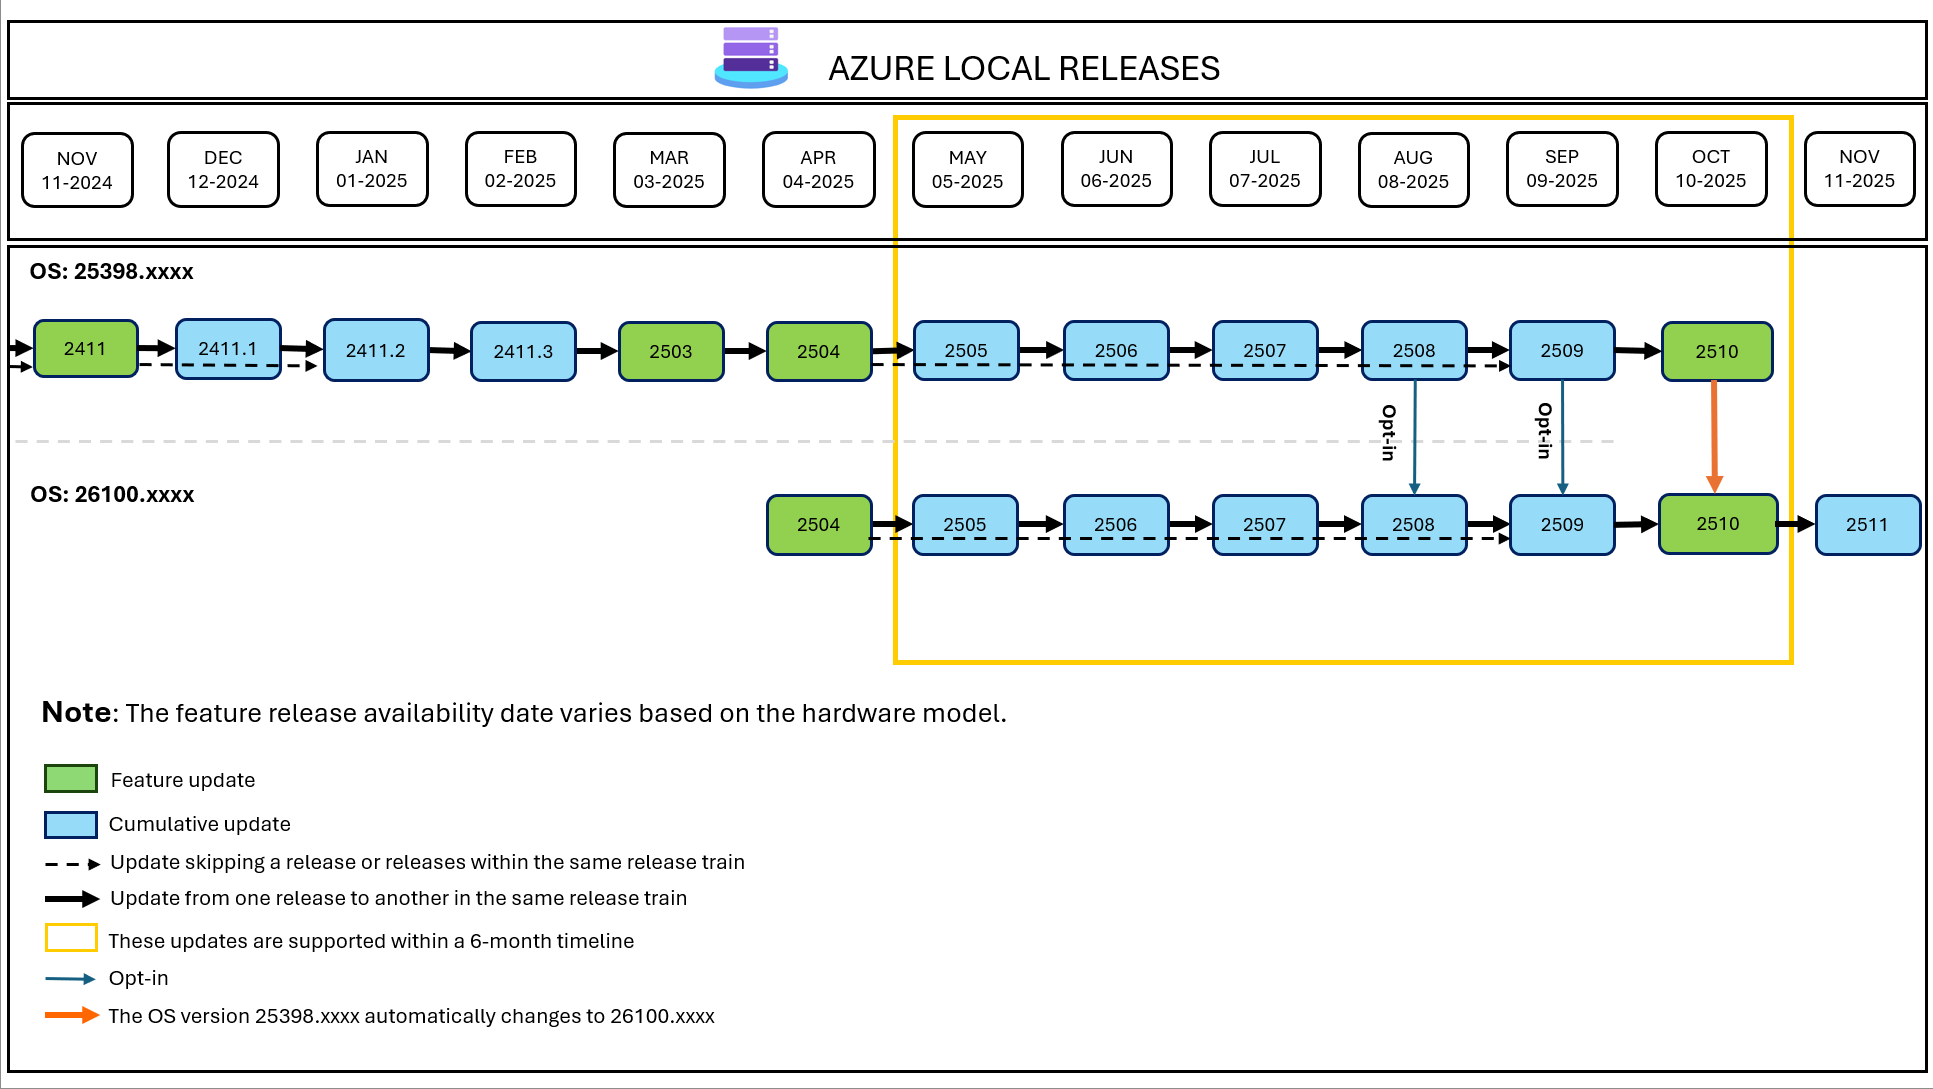 AZURE LOCAL RELEASES
NOV
11-2024
DEC
12-2024
JAN
01-2025
FEB
02-2025
MAR
03-2025
APR
04-2025
MAY
05-2025
JUN
06-2025
JUL
07-2025
AUG
08-2025
SEP
09-2025
OCT
10-2025
NOV
11-2025
OS: 25398.xxxx
2411
2411.1
2411.2
2411.3
2503
2504
2505
2506
2507
2508
2509
2510
Opt-in
Opt-in
OS: 26100.xxxx
2504
2505
2506
2507
2508
2509
2510
2511
Note: The feature release availability date varies based on the hardware model.
Feature update
Cumulative update
Update skipping a release or releases within the same release train
Update from one release to another in the same release train
These updates are supported within a 6-month timeline
Opt-in
The OS version 25398.xxxx automatically changes to 26100.xxxx